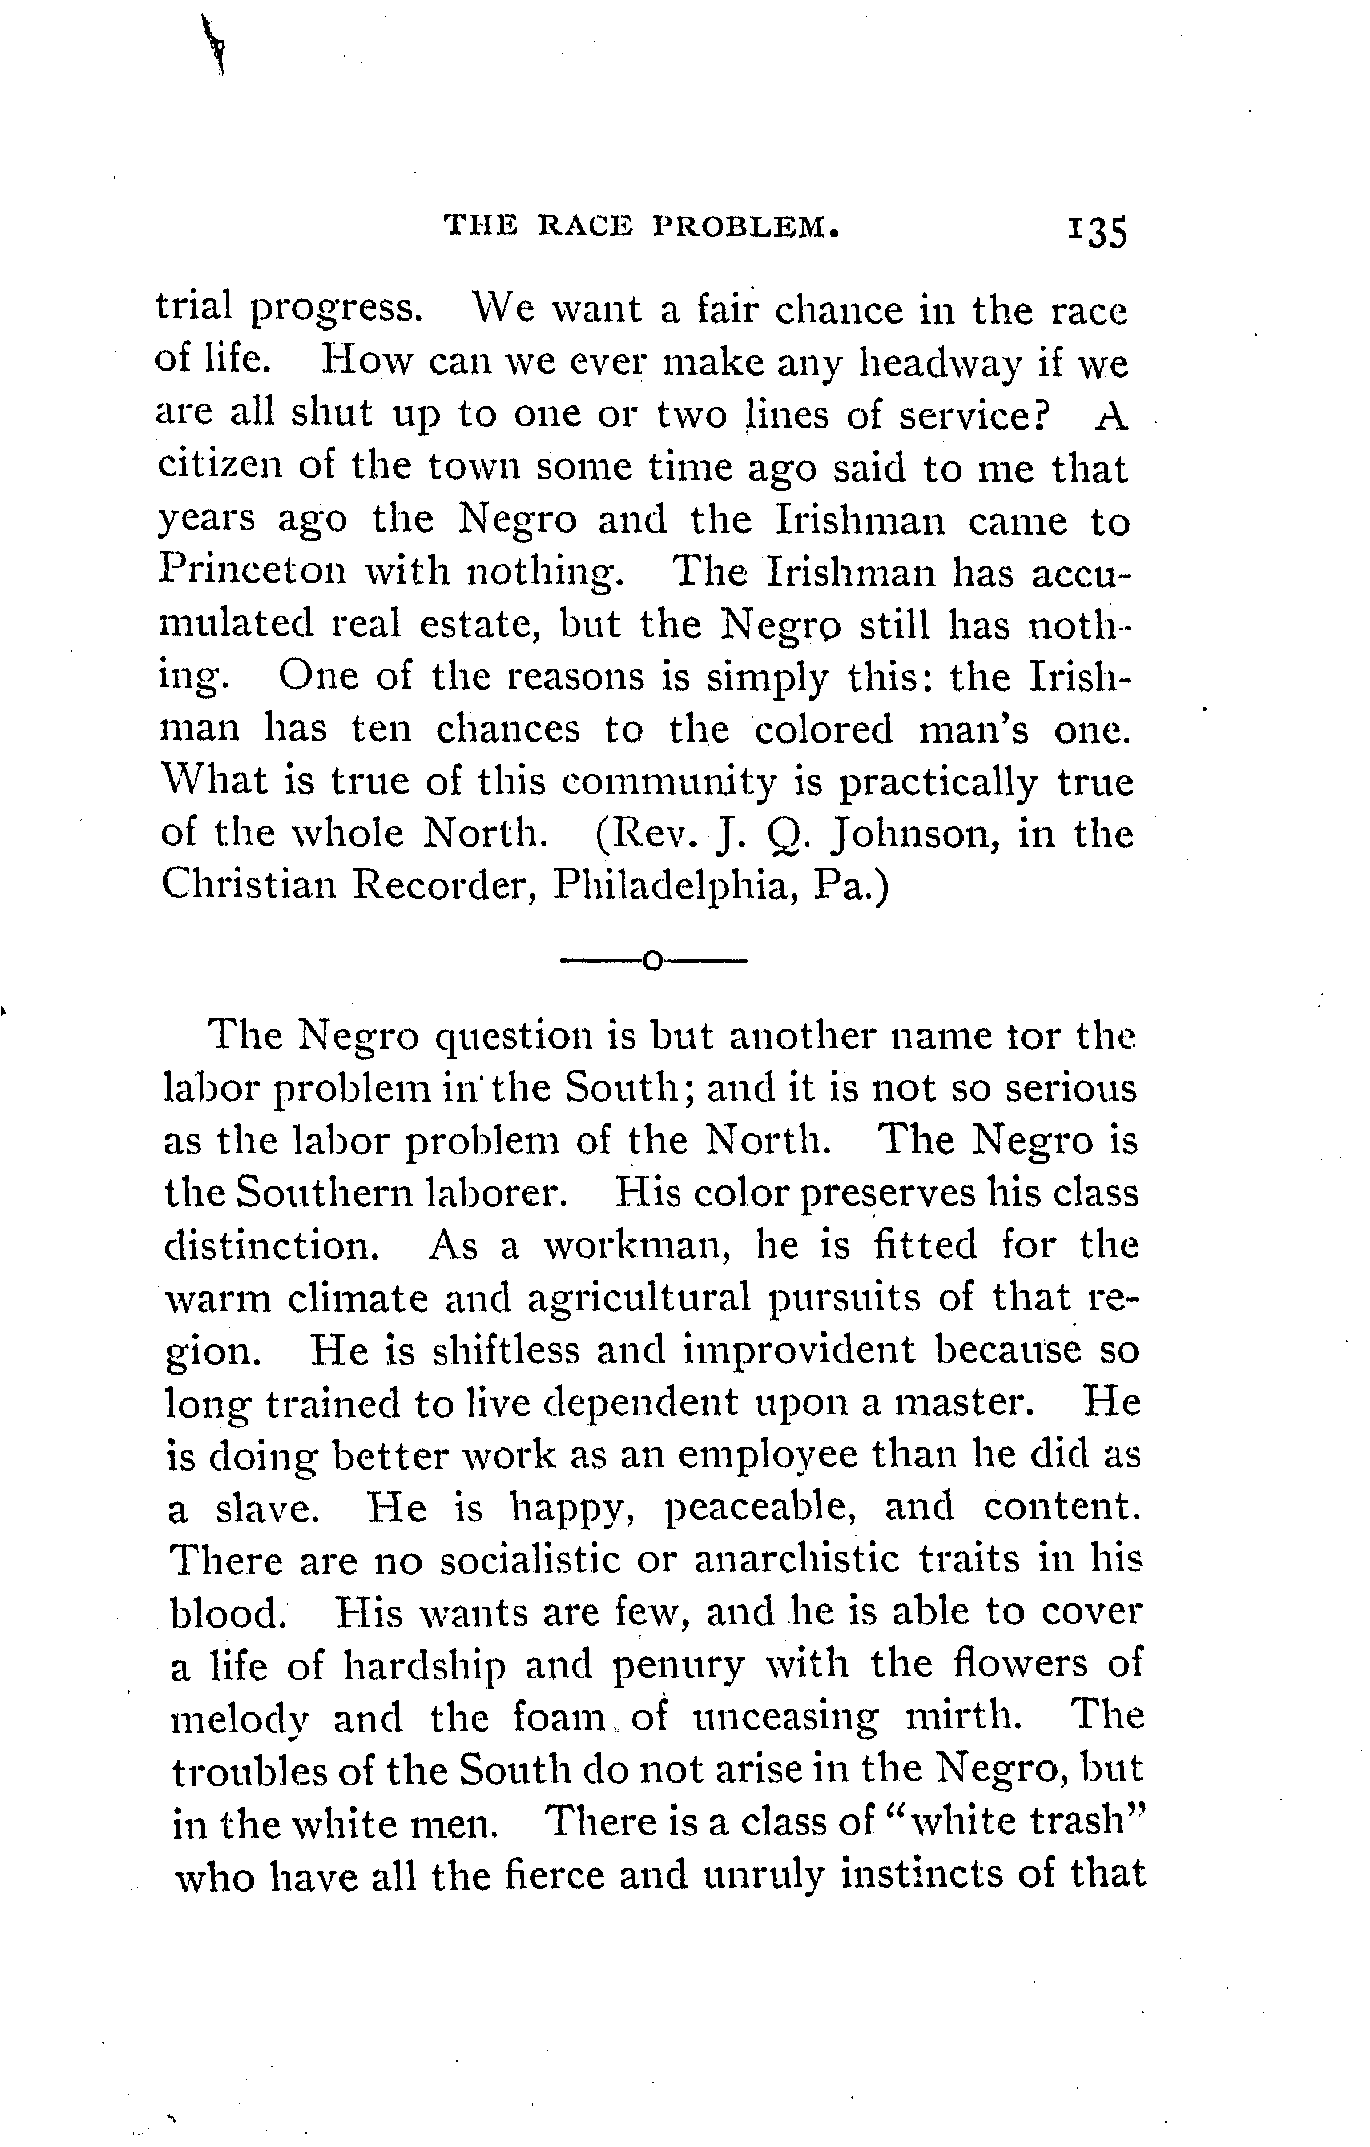 THE RACE PROBLEM. 135
trial progress. We want a fair chance in the race
of life. How can we ever make any headway if we
are all shut up to one or two lines of service? A
citizen of the town some time ago said to me that
years ago the Negro and the Irishman came to
Princeton with nothing. The Irishman has accu-
mulated real estate, but the Negro still has noth-
ing. One of the reasons is simply this: the Irish-
man has ten chances to the colored man's one.
What is true of this community is practically true
of the whole North. (Rev. J. Q. Johnson, in the
Christian Recorder, Philadelphia, Pa.)
The Negro question is but another name for the
labor problem in the South; and it is not so serious
as the labor problem of the North. The Negro is
the Southern laborer. His color preserves his class
distinction. As a workman, he is fitted for the
warm climate and agricultural pursuits of that re-
gion. He is shiftless and improvident because so
long trained to live dependent upon a master. He
is doing better work as an employee than he did as
a slave. He is happy, peaceable, and content.
There are no socialistic or anarchistic traits in his
blood. His wants are few, and he is able to cover
a life of hardship and penury with the flowers of
melody and the foam of unceasing mirth. The
troubles of the South do not arise in the Negro, but
in the white men. There is a class of "white trash"
who have all the fierce and unruly instincts of that